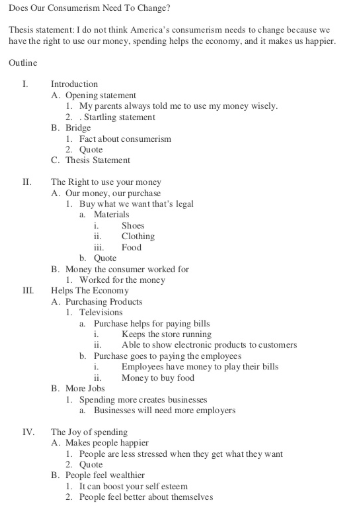 Does Our Consumerism Need To Change?
Thesis statement: I do not think America's consumerism needs to change because we
have the right to use our money, spending helps the economy, and it makes us happier.
Outline
I. Introduction
A. Opening statement
1. My parents always told me to use my money wisely.
2. . Startling statement
B. Bridge
1. Fact about consumerism
2. Quote
C. Thesis Statement
II. The Right to use your money
A. Our money, our purchase
1. Buy what we want that's legal
a. Materials
i. Shoes
ii. Clothing
iii. Food
b. Quote
B. Money the consumer worked for
1. Worked for the money
III. Helps The Economy
A. Purchasing Products
1. Televisions
a. Purchase helps for paying bills
i. Keeps the store running
ii. Able to show electronic products to customers
b. Purchase goes to paying the employees
i. Employees have money to play their bills
ii. Money to buy food
B. More Jobs
1. Spending more creates businesses
a. Businesses will need more employers
IV. The Joy of spending
A. Makes people happier
1. People are less stressed when they get what they want
2. Quote
B. People feel wealthier
1. It can boost your self esteem
2. People feel better about themselves